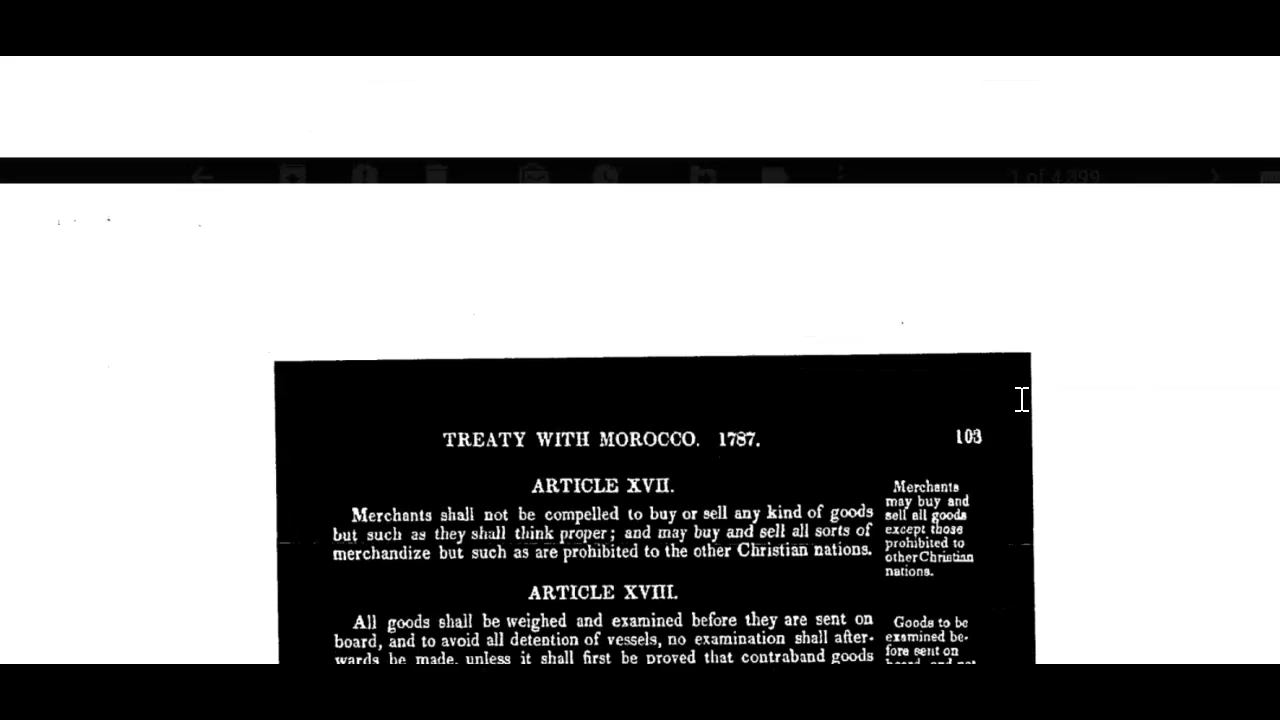 1 of 4,399
TREATY WITH MOROCCO. 1787.
103
ARTICLE XVII.
Merchants shall not be compelled to buy or sell any kind of goods
but such as they shall think proper; and may buy and sell all sorts of
merchandize but such as are prohibited to the other Christian nations.
Merchants
may buy and
sell all goods
except those
prohibited to
other Christian
nations.
ARTICLE XVIII.
All goods shall be weighed and examined before they are sent on
board, and to avoid all detention of vessels, no examination shall after-
wards be made, unless it shall first be proved that contraband goods
Goods to be
examined be-
fore sent on